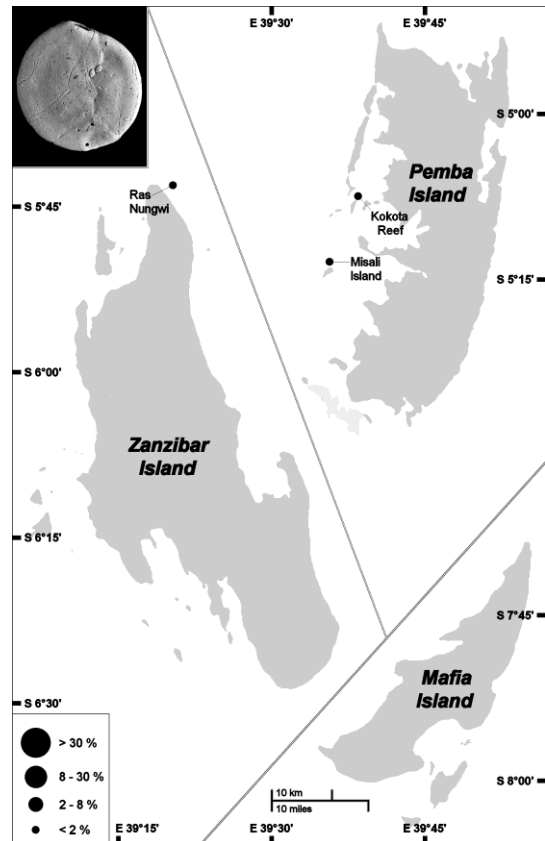 E 39°30'
E 39°45'
S 5°00'
Pemba
Island
Ras
Nungwi
Kokota
Reef
S 5°45'
Misali
Island
S 5°15'
S 6°00'
Zanzibar
Island
S 6°15'
S 7°45'
Mafia
Island
S 6°30'
> 30 %
8 - 30 %
2 - 8 %
< 2 %
S 8°00'
10 km
10 miles
E 39°15'
E 39°30'
E 39°45'